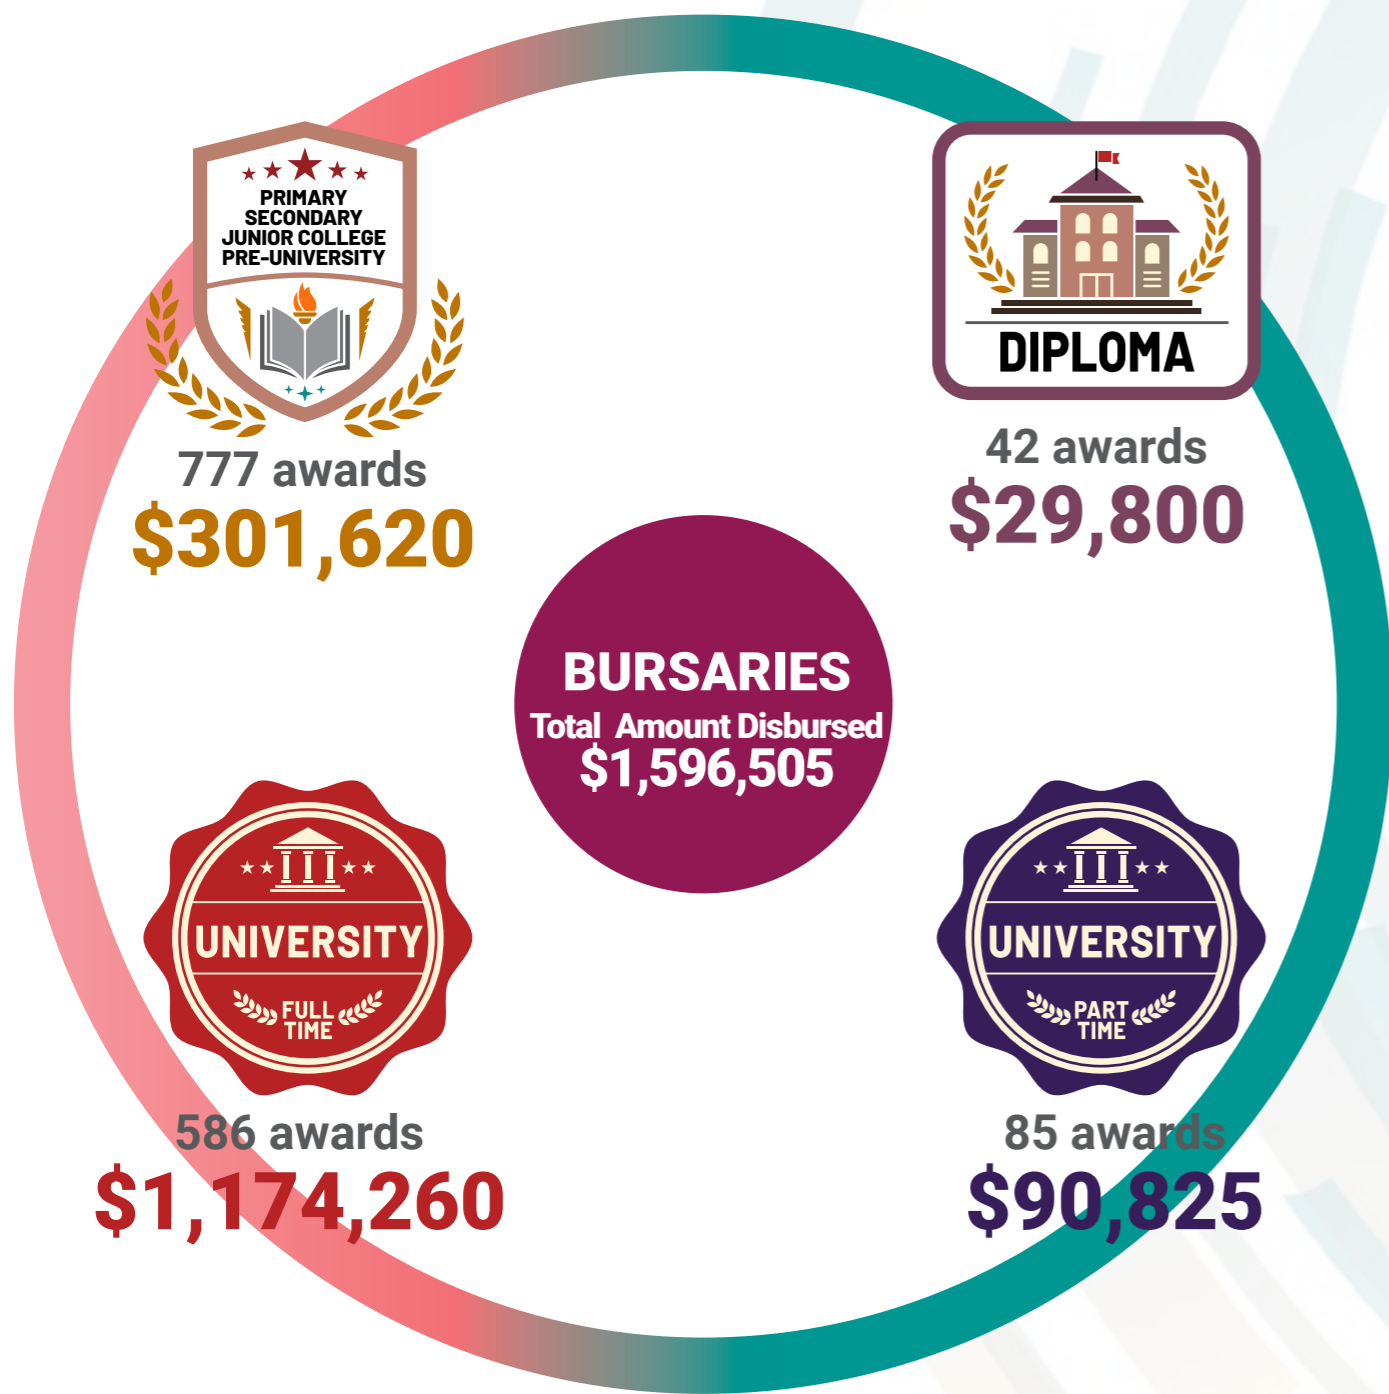 PRIMARY
SECONDARY
JUNIOR COLLEGE
PRE-UNIVERSITY
777 awards
$301,620
DIPLOMA
42 awards
$29,800
BURSARIES
Total Amount Disbursed
$1,596,505
UNIVERSITY
FULL
TIME
586 awards
$1,174,260
UNIVERSITY
PART
TIME
85 awards
$90,825